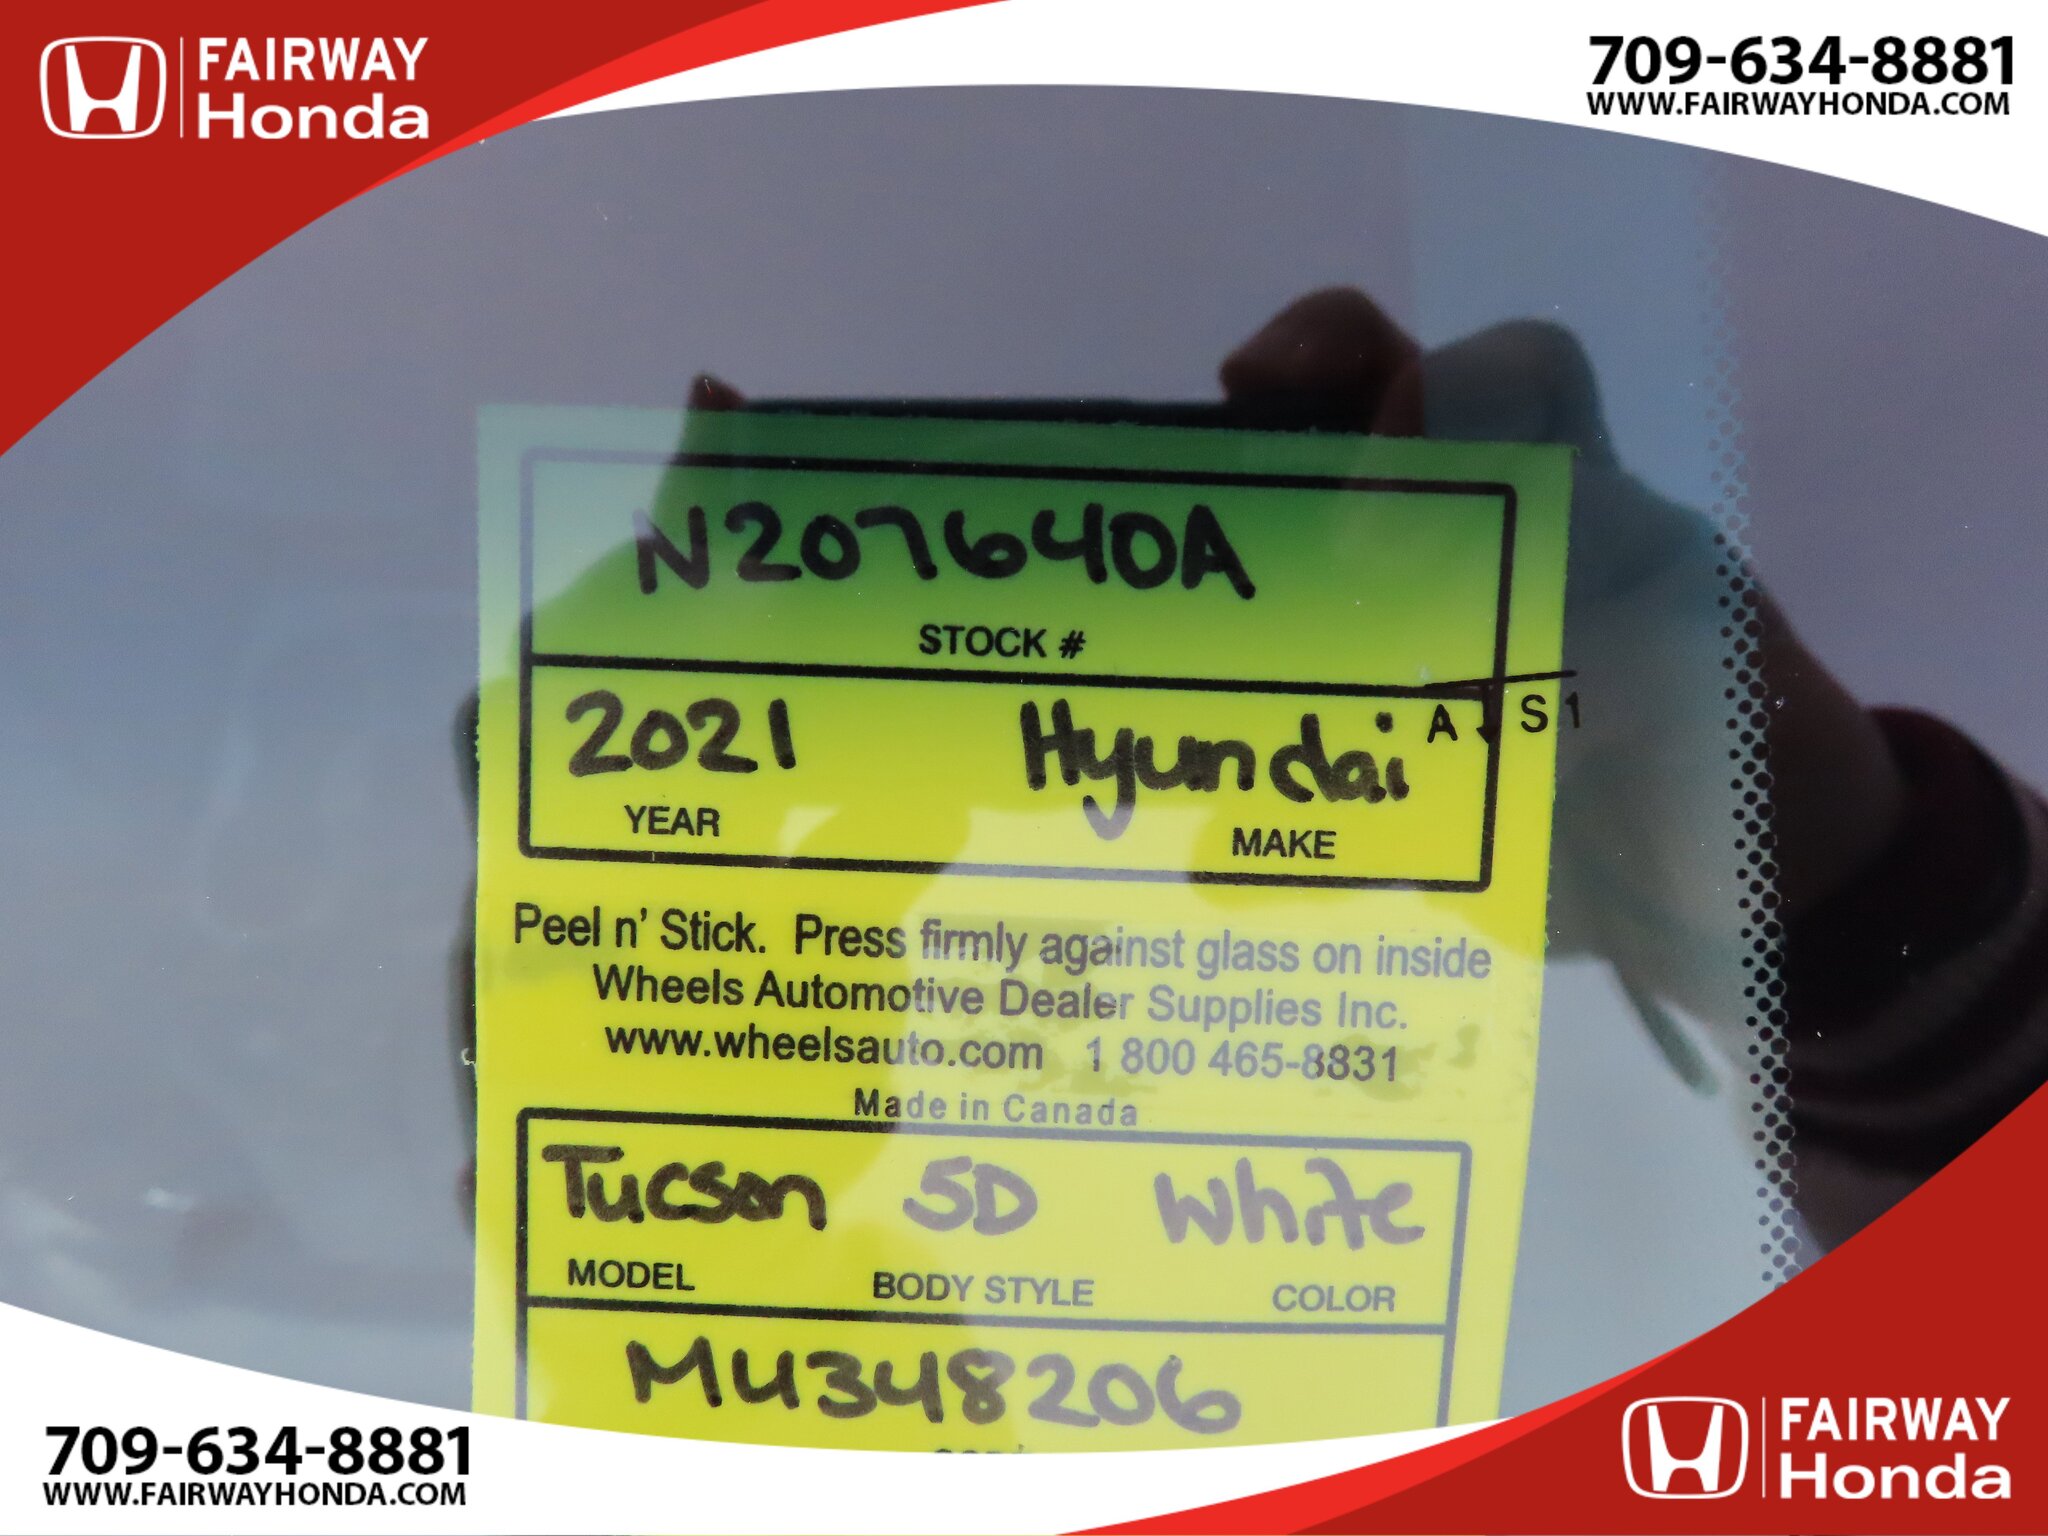 FAIRWAY
Honda
709-634-8881
WWW.FAIRWAYHONDA.COM
N207640A
STOCK #
2021 Hyundai
YEAR MAKE
A S1
Peel n' Stick. Press firmly against glass on inside
Wheels Automotive Dealer Supplies Inc.
www.wheelsauto.com 1 800 465-8831
Made in Canada
Tucson 5D White
MODEL BODY STYLE COLOR
MU348206
709-634-8881
WWW.FAIRWAYHONDA.COM
FAIRWAY
Honda